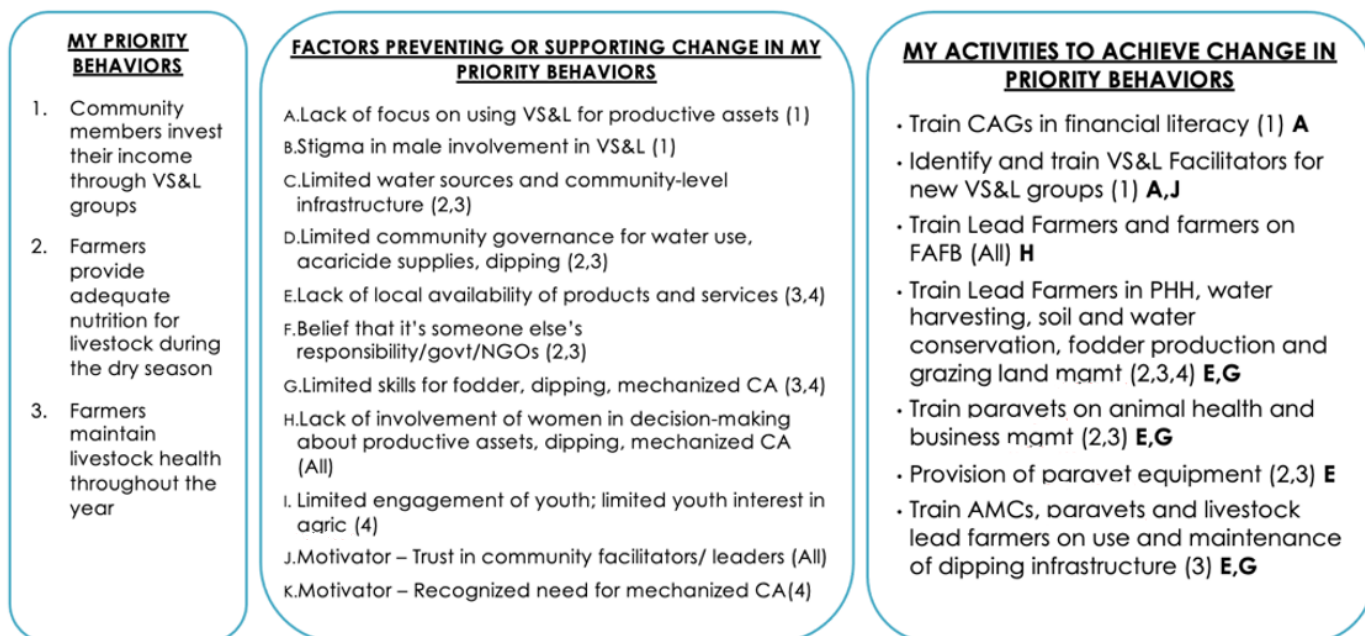 MY PRIORITY
BEHAVIORS
1. Community
members invest
their income
through VS&L
groups
2. Farmers
provide
adequate
nutrition for
livestock during
the dry season
3. Farmers
maintain
livestock health
throughout the
year
FACTORS PREVENTING OR SUPPORTING CHANGE IN MY
PRIORITY BEHAVIORS
A.Lack of focus on using VS&L for productive assets (1)
B.Stigma in male involvement in VS&L (1)
C.Limited water sources and community-level
infrastructure (2,3)
D.Limited community governance for water use,
acaricide supplies, dipping (2,3)
E.Lack of local availability of products and services (3,4)
F.Belief that it's someone else's
responsibility/govt/NGOs (2,3)
G.Limited skills for fodder, dipping, mechanized CA (3,4)
H.Lack of involvement of women in decision-making
about productive assets, dipping, mechanized CA
(All)
I. Limited engagement of youth; limited youth interest in
agric (4)
J.Motivator – Trust in community facilitators/ leaders (All)
K.Motivator – Recognized need for mechanized CA(4)
MY ACTIVITIES TO ACHIEVE CHANGE IN
PRIORITY BEHAVIORS
• Train CAGs in financial literacy (1) A
• Identify and train VS&L Facilitators for
new VS&L groups (1) A,J
• Train Lead Farmers and farmers on
FAFB (All) H
• Train Lead Farmers in PHH, water
harvesting, soil and water
conservation, fodder production and
grazing land mgmt (2,3,4) E,G
• Train paravets on animal health and
business mgmt (2,3) E,G
• Provision of paravet equipment (2,3) E
• Train AMCs, paravets and livestock
lead farmers on use and maintenance
of dipping infrastructure (3) E,G